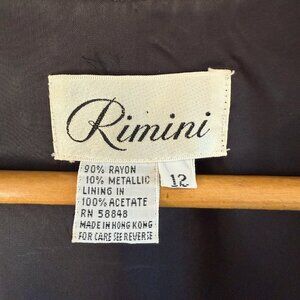 Rimini
90% RAYON
10% METALLIC
LINING IN
100% ACETATE
RN 58848
MADE IN HONG KONG
FOR CARE SEE REVERSE
12